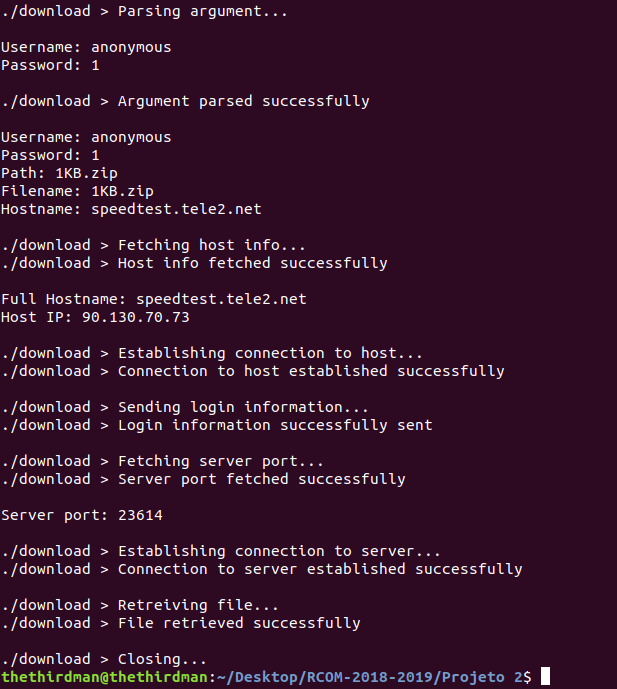 ./download > Parsing argument...
Username: anonymous
Password: 1
./download > Argument parsed successfully
Username: anonymous
Password: 1
Path: 1KB.zip
Filename: 1KB.zip
Hostname: speedtest.tele2.net
./download > Fetching host info...
./download > Host info fetched successfully
Full Hostname: speedtest.tele2.net
Host IP: 90.130.70.73
./download > Establishing connection to host...
./download > Connection to host established successfully
./download > Sending login information...
./download > Login information successfully sent
./download > Fetching server port...
./download > Server port fetched successfully
Server port: 23614
./download > Establishing connection to server...
./download > Connection to server established successfully
./download > Retreiving file...
./download > File retrieved successfully
./download > Closing...
thethirdman@thethirdman:~/Desktop/RCOM-2018-2019/Projeto 2$